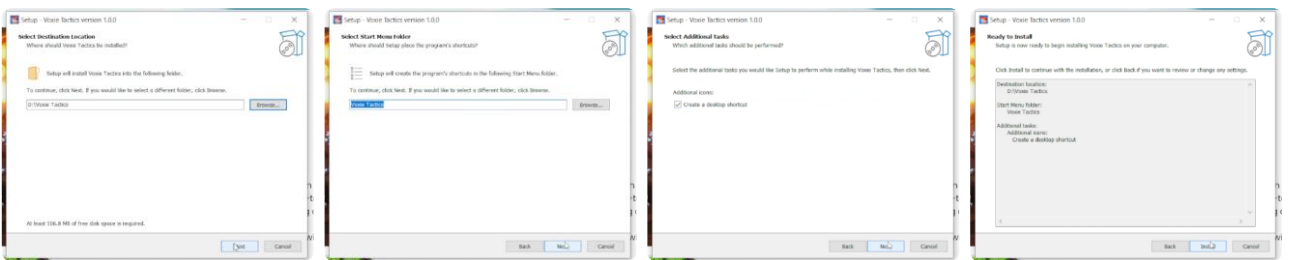 Setup - Voxie Tactics version 1.0.0
Select Destination Location
Where should Voxie Tactics be installed?
Setup will install Voxie Tactics into the following folder.
To continue, click Next. If you would like to select a different folder, click Browse.
D:\Voxie Tactics
Browse...
At least 106.8 MB of free disk space is required.
Next
Cancel
Setup - Voxie Tactics version 1.0.0
Select Start Menu Folder
Where should Setup place the program's shortcuts?
Setup will create the program's shortcuts in the following Start Menu folder.
To continue, click Next. If you would like to select a different folder, click Browse.
Voxie Tactics
Browse...
Back
Next
Cancel
Setup - Voxie Tactics version 1.0.0
Select Additional Tasks
Which additional tasks should be performed?
Select the additional tasks you would like Setup to perform while installing Voxie Tactics, then click Next.
Additional icons:
Create a desktop shortcut
Back
Next
Cancel
Setup - Voxie Tactics version 1.0.0
Ready to Install
Setup is now ready to begin installing Voxie Tactics on your computer.
Click Install to continue with the installation, or click Back if you want to review or change any settings.
Destination location:
D:\Voxie Tactics
Start Menu folder:
Voxie Tactics
Additional tasks:
Additional icons:
Create a desktop shortcut
Back
Install
Cancel